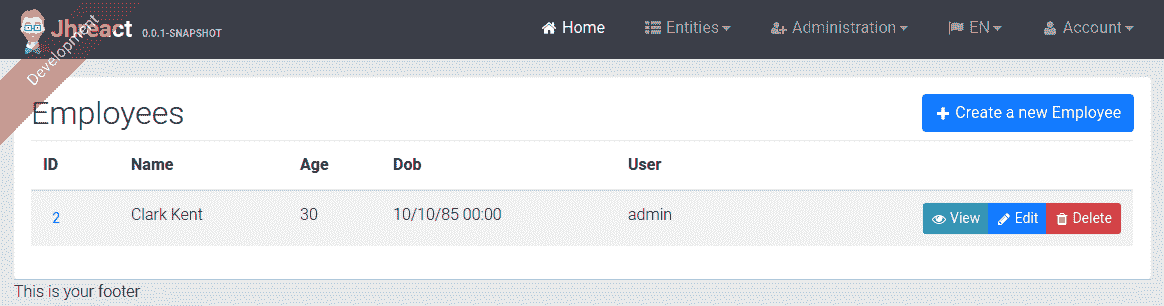 Jhreact 0.0.1-SNAPSHOT Home Entities Administration EN Account
Development
Employees Create a new Employee
ID Name Age Dob User
2 Clark Kent 30 10/10/85 00:00 admin View Edit Delete
This is your footer